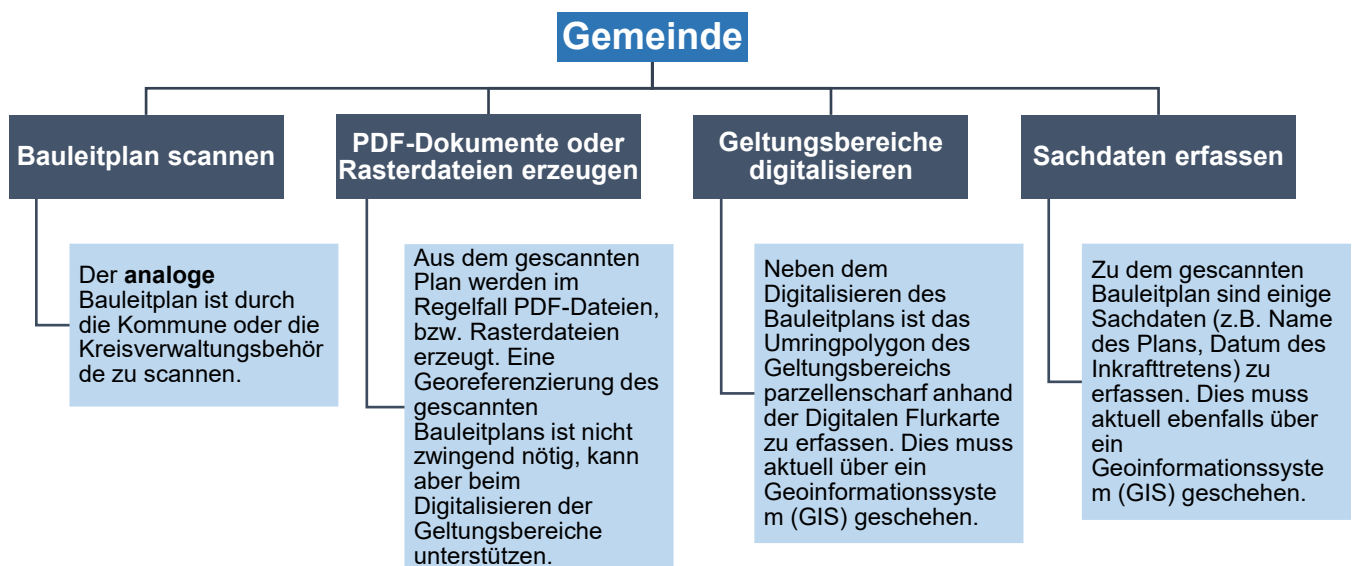 Gemeinde
Bauleitplan scannen
Der analoge
Bauleitplan ist durch
die Kommune oder die
Kreisverwaltungsbehör
de zu scannen.
PDF-Dokumente oder
Rasterdateien erzeugen
Aus dem gescannten
Plan werden im
Regelfall PDF-Dateien,
bzw. Rasterdateien
erzeugt. Eine
Georeferenzierung des
gescannten
Bauleitplans ist nicht
zwingend nötig, kann
aber beim
Digitalisieren der
Geltungsbereiche
unterstützen.
Geltungsbereiche
digitalisieren
Neben dem
Digitalisieren des
Bauleitplans ist das
Umringpolygon des
Geltungsbereichs
parzellenscharf anhand
der Digitalen Flurkarte
zu erfassen. Dies muss
aktuell über ein
Geoinformationssyste
m (GIS) geschehen.
Sachdaten erfassen
Zu dem gescannten
Bauleitplan sind einige
Sachdaten (z.B. Name
des Plans, Datum des
Inkrafttretens) zu
erfassen. Dies muss
aktuell ebenfalls über
ein
Geoinformationssyste
m (GIS) geschehen.